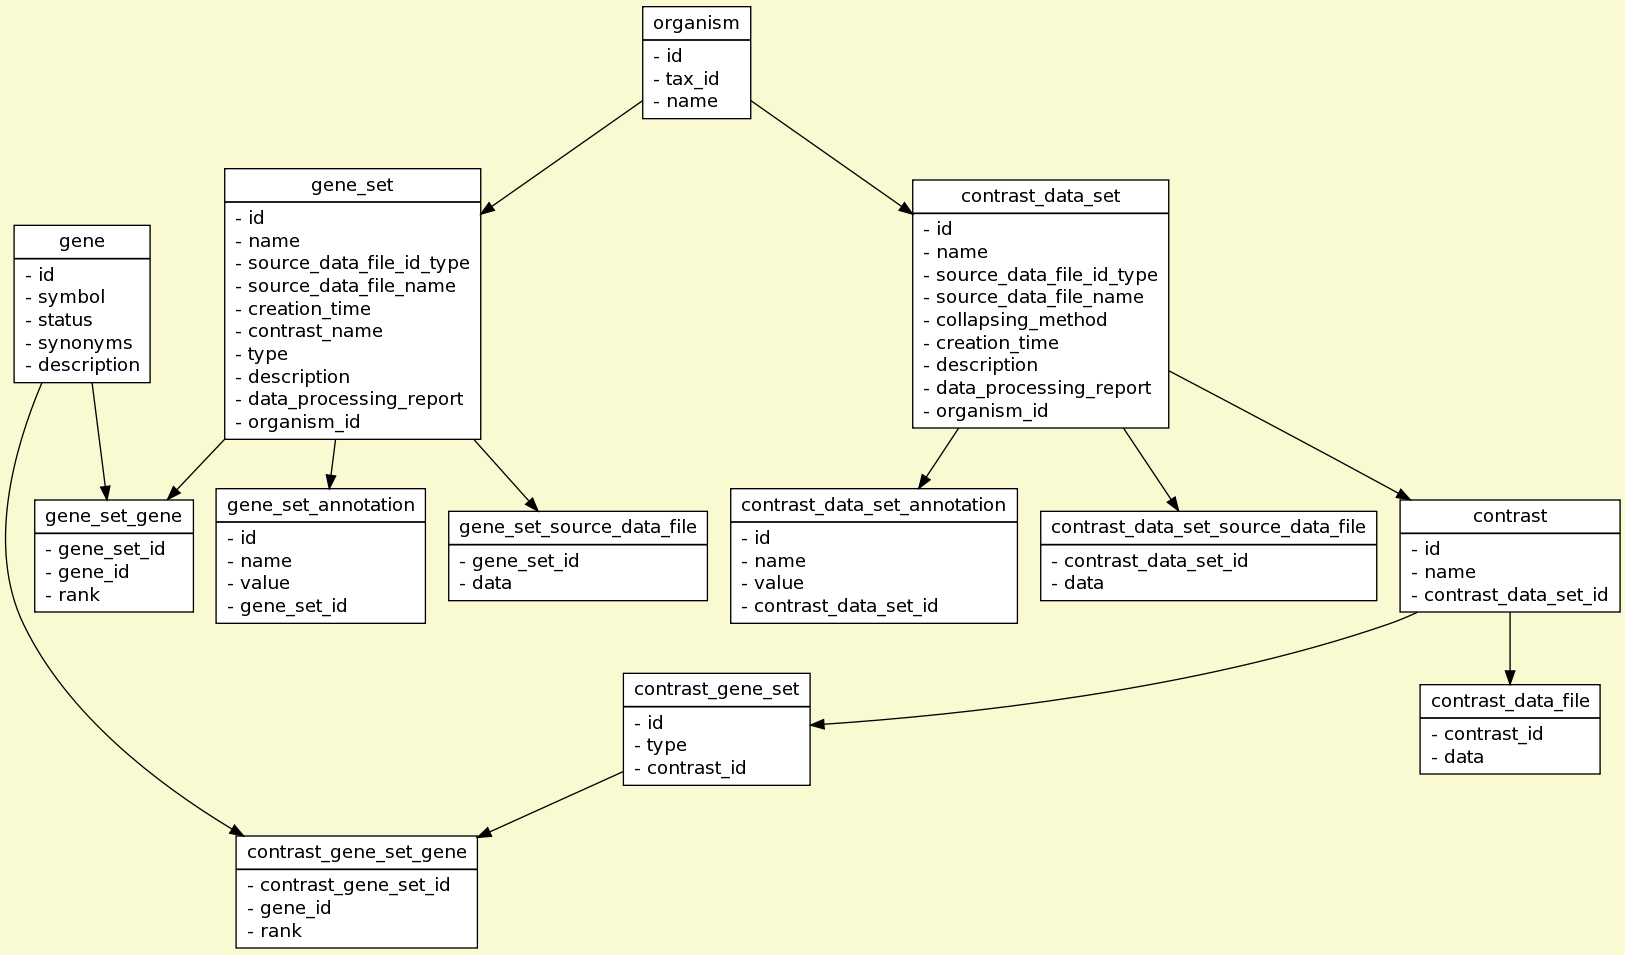 organism
- id
- tax_id
- name
gene_set
- id
- name
- source_data_file_id_type
- source_data_file_name
- creation_time
- contrast_name
- type
- description
- data_processing_report
- organism_id
contrast_data_set
- id
- name
- source_data_file_id_type
- source_data_file_name
- collapsing_method
- creation_time
- description
- data_processing_report
- organism_id
gene
- id
- symbol
- status
- synonyms
- description
gene_set_gene
- gene_set_id
- gene_id
- rank
gene_set_annotation
- id
- name
- value
- gene_set_id
gene_set_source_data_file
- gene_set_id
- data
contrast_data_set_annotation
- id
- name
- value
- contrast_data_set_id
contrast_data_set_source_data_file
- contrast_data_set_id
- data
contrast
- id
- name
- contrast_data_set_id
contrast_gene_set
- id
- type
- contrast_id
contrast_data_file
- contrast_id
- data
contrast_gene_set_gene
- contrast_gene_set_id
- gene_id
- rank